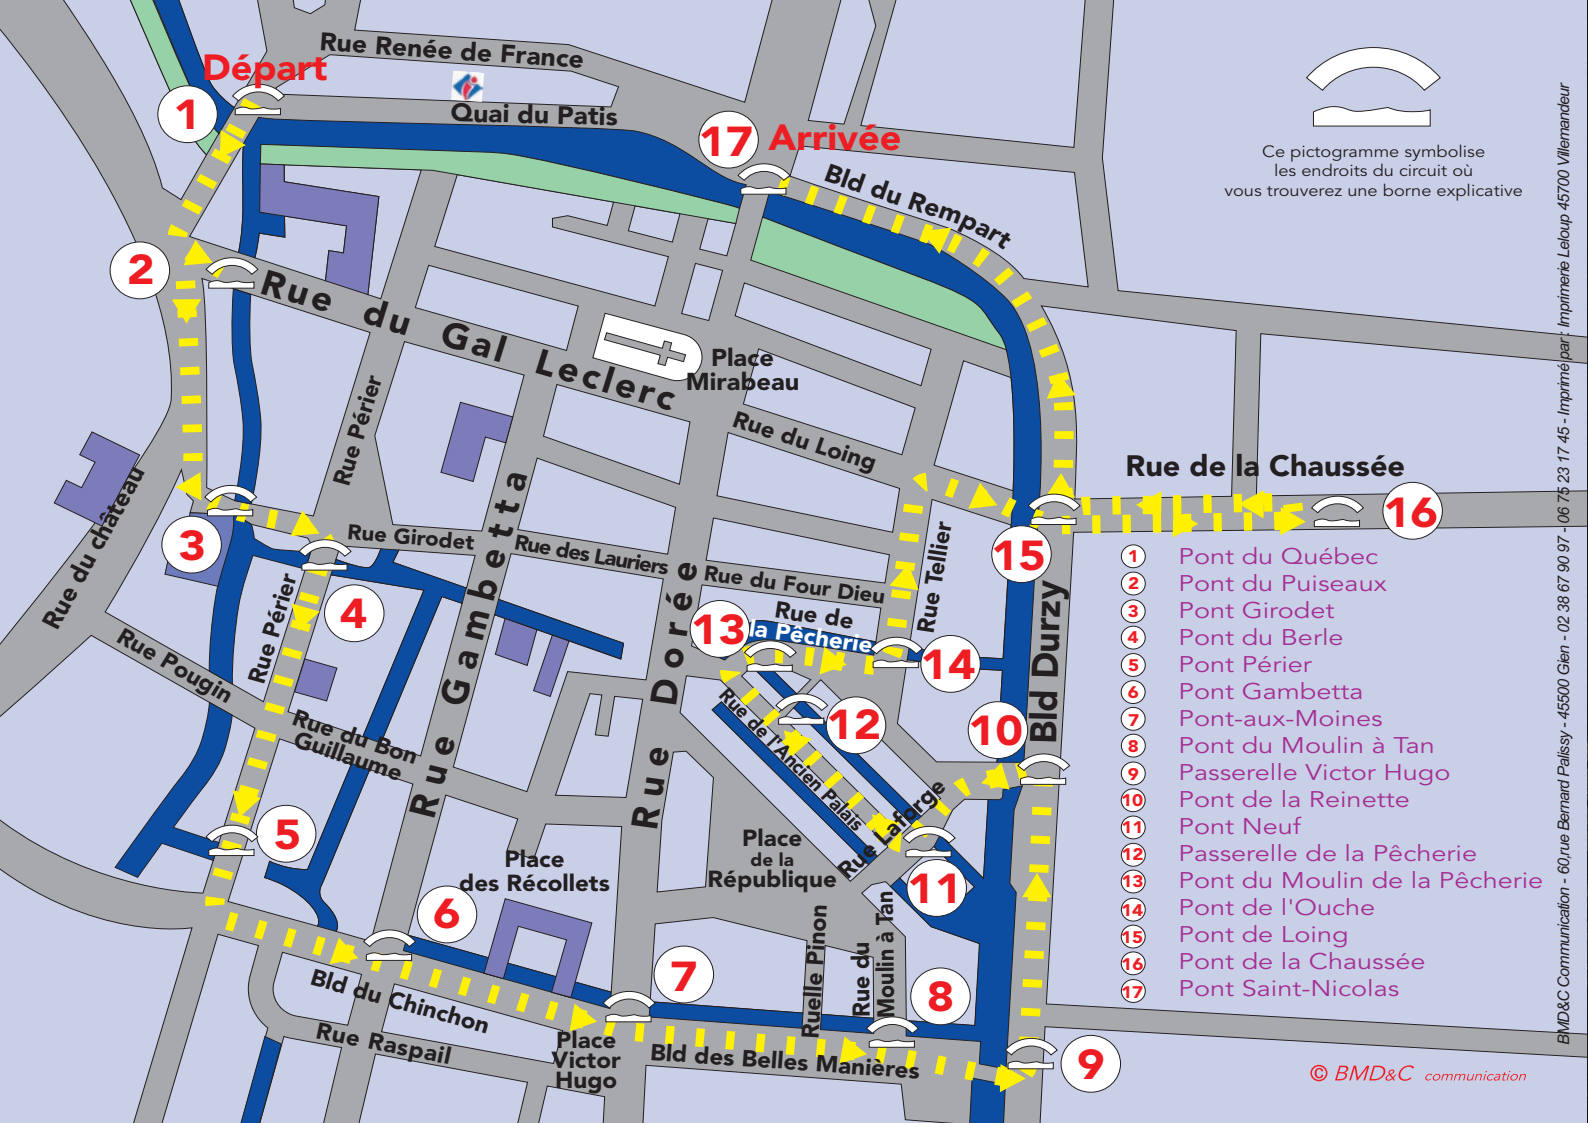 Rue Renée de France
Départ
1
Quai du Patis
17
Arrivée
Bld du Rempart
Ce pictogramme symbolise
les endroits du circuit où
vous trouverez une borne explicative
2
Rue du Gal Leclerc
Place
Mirabeau
Rue Périer
Rue du Loing
Rue de la Chaussée
16
Rue du château
3
Rue Girodet
Rue des Lauriers
Rue du Four Dieu
Rue Tellier
15
Rue Gambetta
Rue Dorée
Rue de
la Pêcherie
13
14
4
Rue Périer
Rue Pougin
Rue du Bon
Guillaume
Rue de l'Ancien Palais
12
10
Bld Durzy
Rue Laforge
5
Place
de la
République
Place
des Récollets
11
6
Ruelle Pinon
Rue du
Moulin à Tan
7
8
Bld du Chinchon
Rue Raspail
Place
Victor
Hugo
Bld des Belles Manières
9
1 Pont du Québec
2 Pont du Puiseaux
3 Pont Girodet
4 Pont du Berle
5 Pont Périer
6 Pont Gambetta
7 Pont-aux-Moines
8 Pont du Moulin à Tan
9 Passerelle Victor Hugo
10 Pont de la Reinette
11 Pont Neuf
12 Passerelle de la Pêcherie
13 Pont du Moulin de la Pêcherie
14 Pont de l'Ouche
15 Pont de Loing
16 Pont de la Chaussée
17 Pont Saint-Nicolas
© BMD&C communication
BMD&C Communication - 60,rue Bernard Palissy - 45500 Gien - 02 38 67 90 97 - 06 75 23 17 45 - Imprimé par : Imprimerie Leloup 45700 Villemandeur